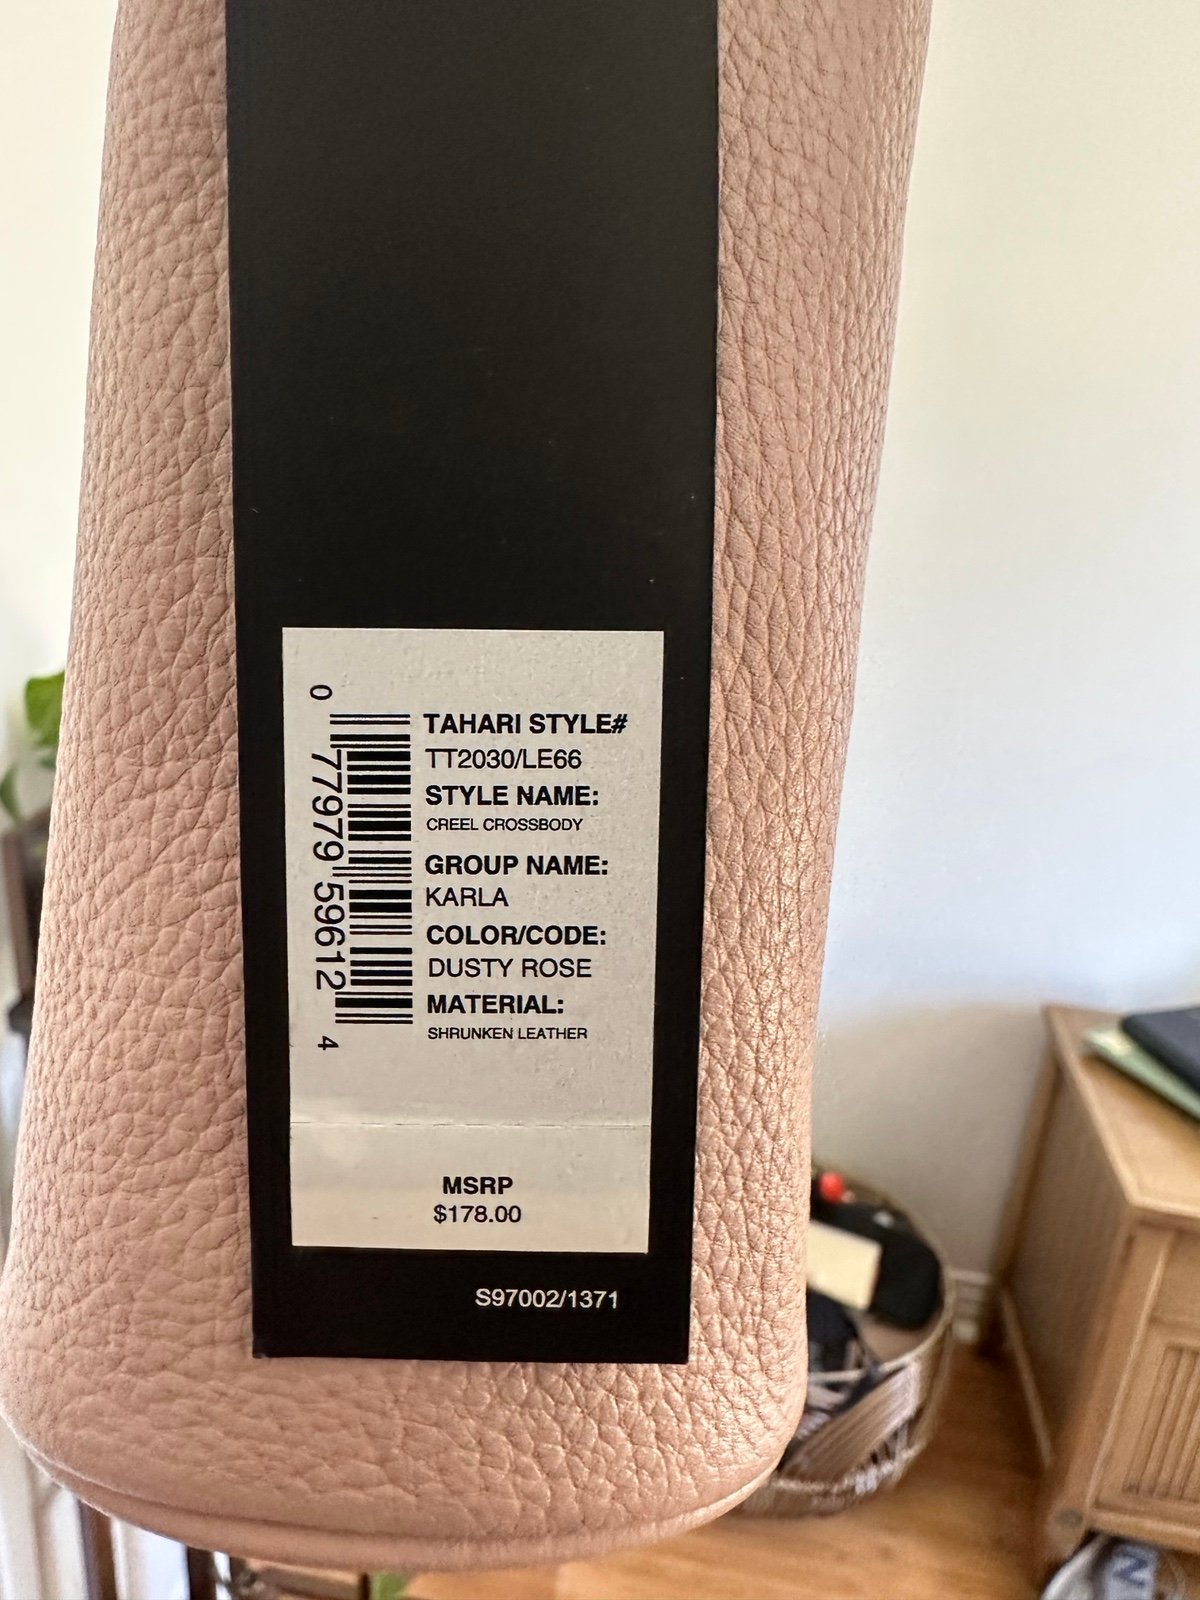 TAHARI STYLE#
TT2030/LE66
STYLE NAME:
CREEL CROSSBODY
GROUP NAME:
KARLA
COLOR/CODE:
DUSTY ROSE
MATERIAL:
SHRUNKEN LEATHER
0 77979 59612 4
MSRP
$178.00
S97002/1371